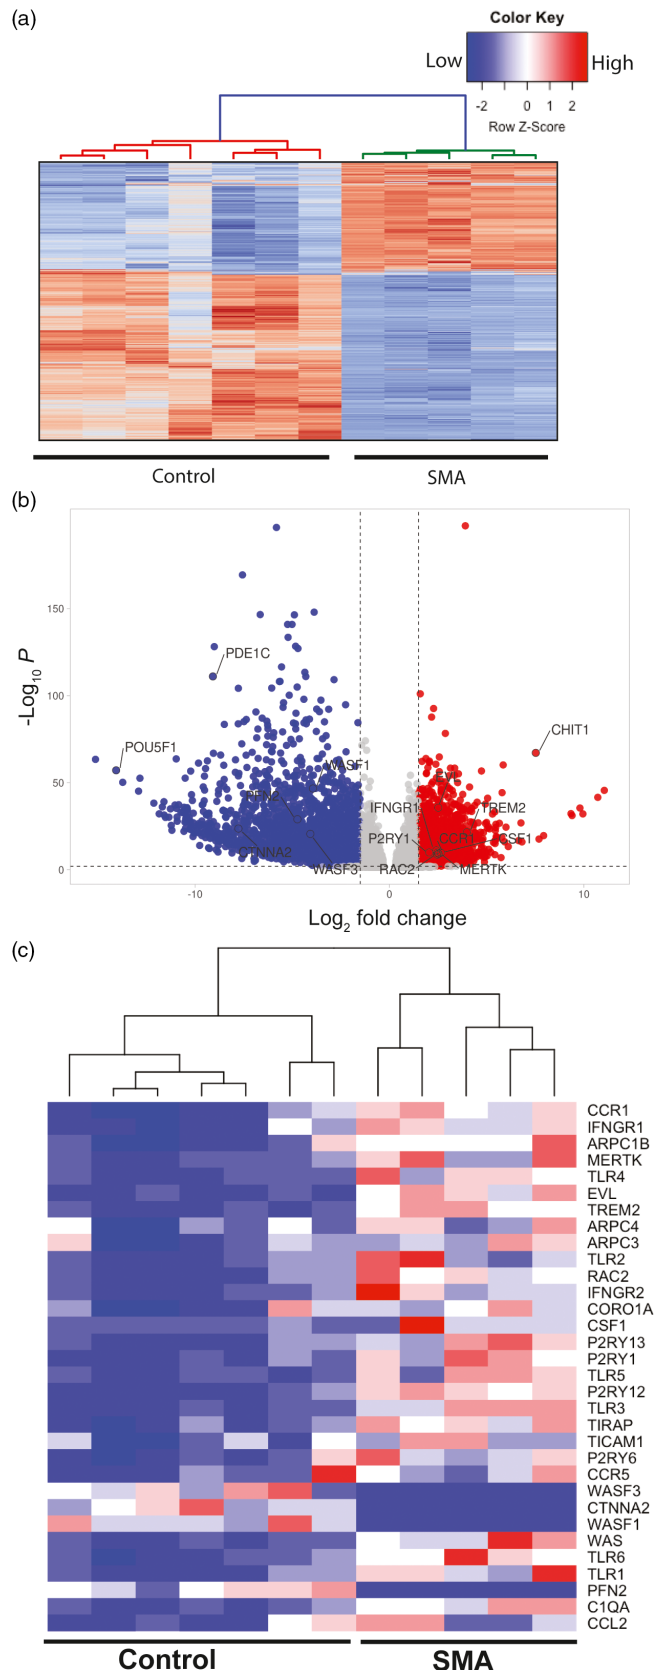 (a)
Color Key
Low
High
-2 0 1 2
Row Z-Score
Control
SMA
(b)
-Log10 P
150
100
50
0
PDE1C
POU5F1
WASF1
PFN2
CTNNA2
WASF3
CHIT1
EVL
IFNGR1
TREM2
P2RY1
CCR1
CSF1
RAC2
MERTK
-10
0
10
Log2 fold change
(c)
CCR1
IFNGR1
ARPC1B
MERTK
TLR4
EVL
TREM2
ARPC4
ARPC3
TLR2
RAC2
IFNGR2
CORO1A
CSF1
P2RY13
P2RY1
TLR5
P2RY12
TLR3
TIRAP
TICAM1
P2RY6
CCR5
WASF3
CTNNA2
WASF1
WAS
TLR6
TLR1
PFN2
C1QA
CCL2
Control
SMA